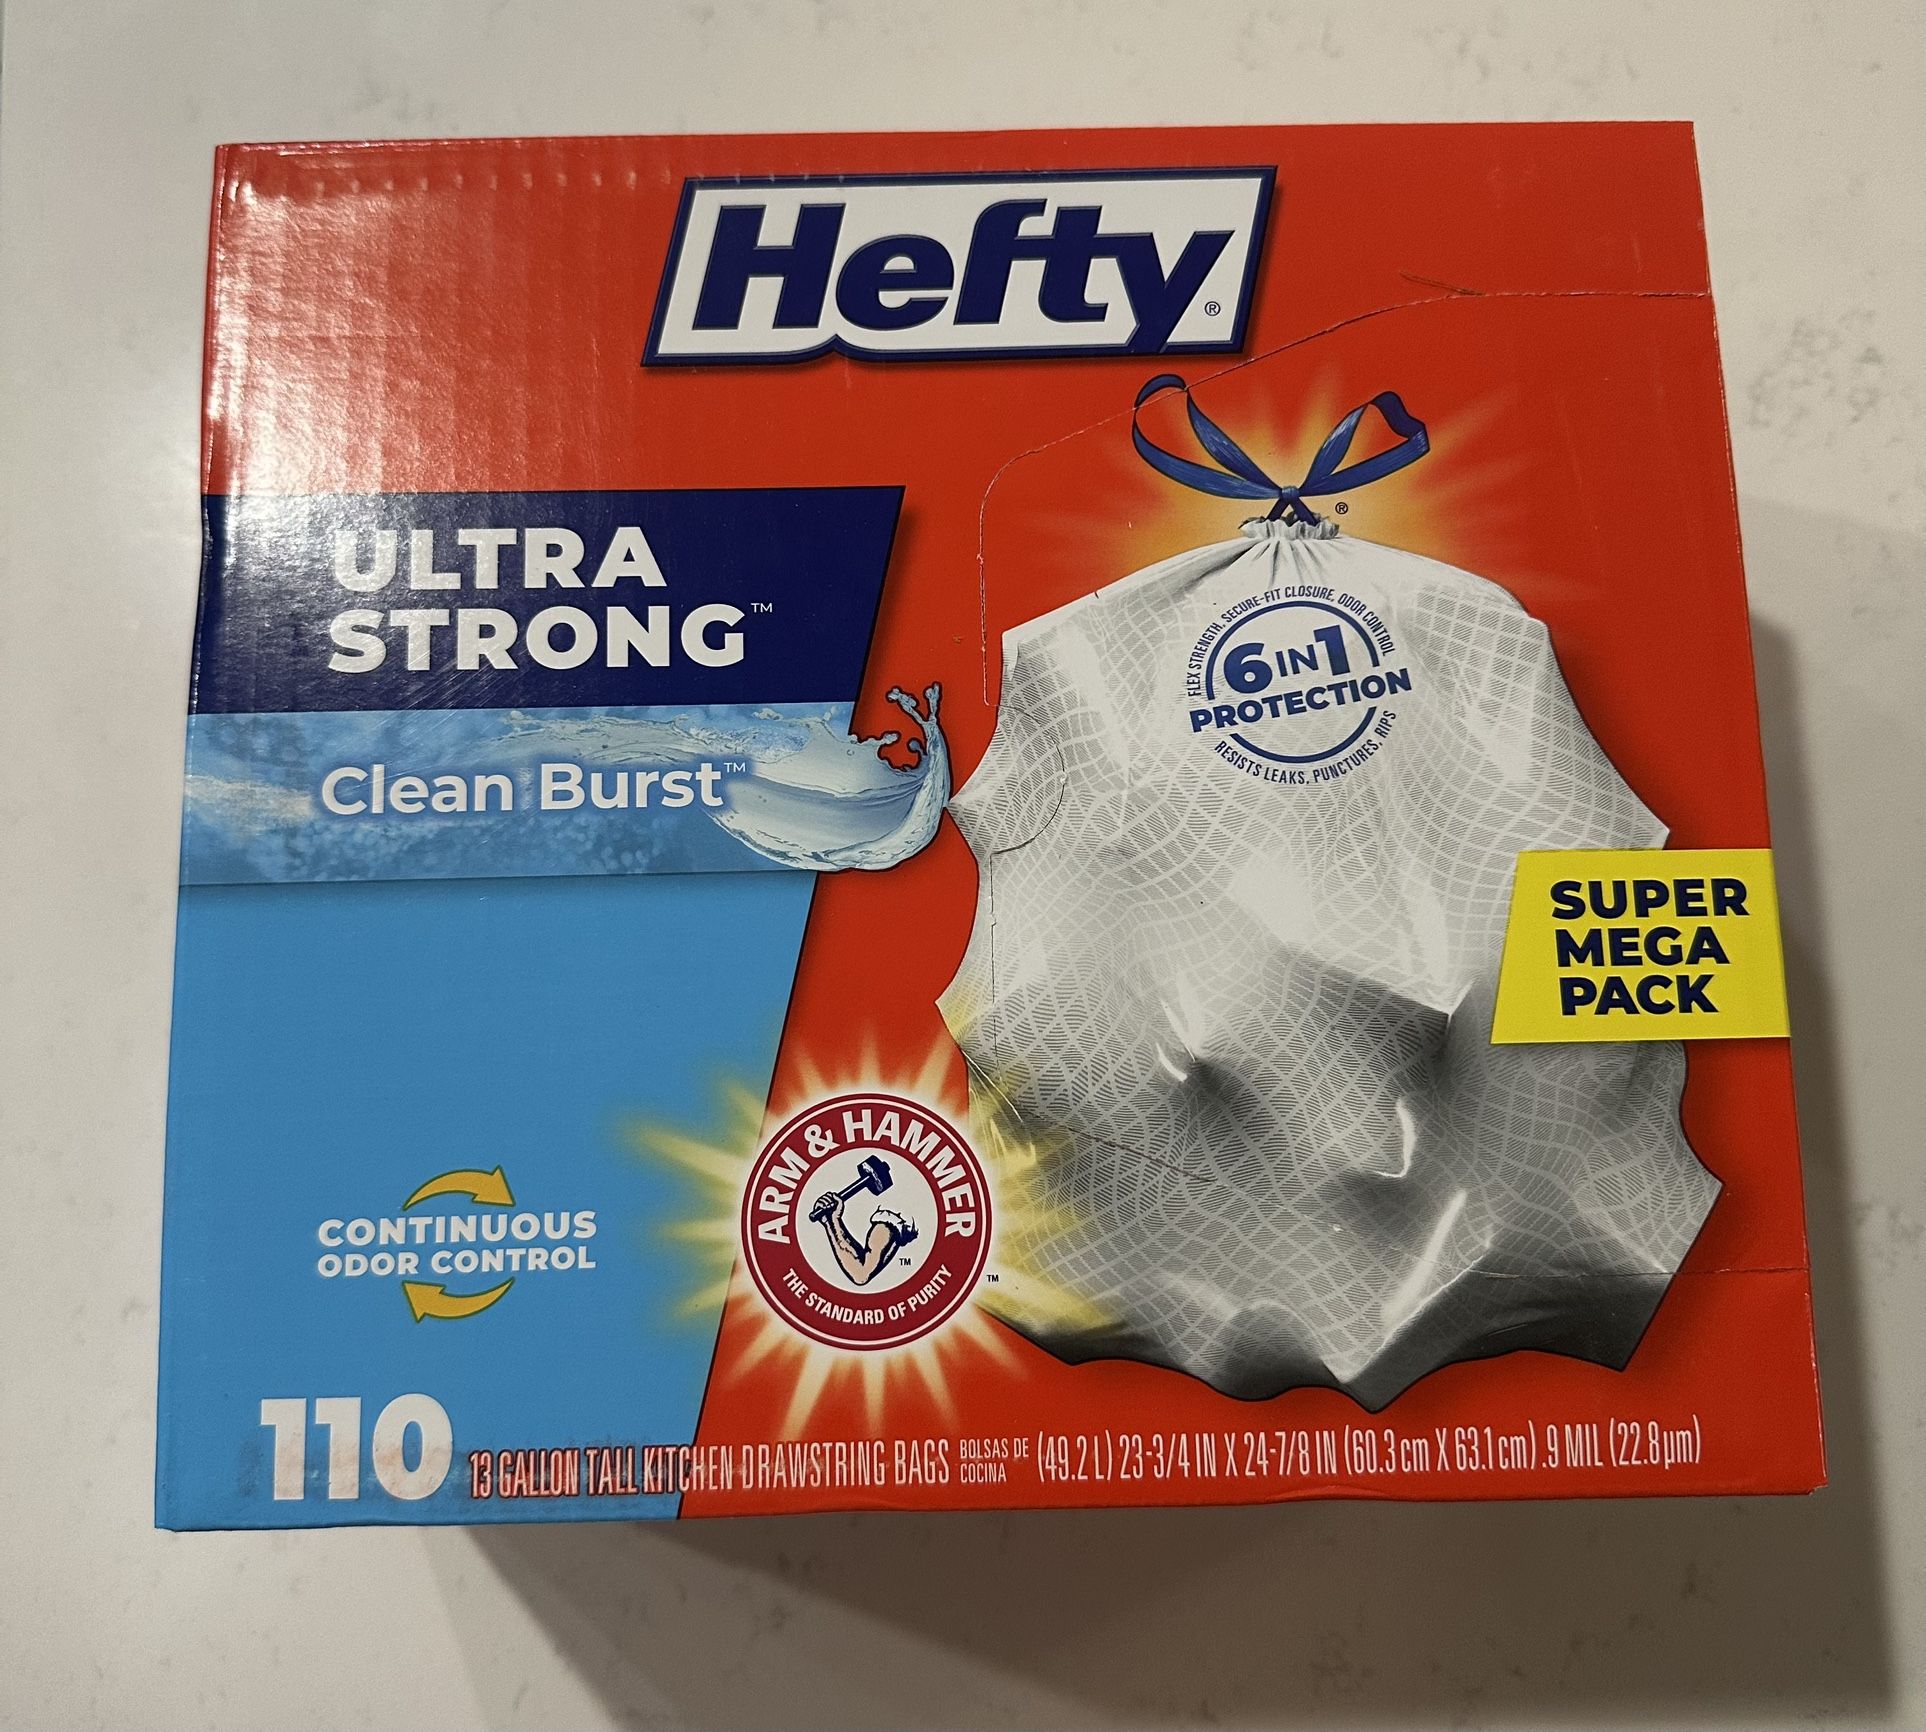 Hefty®
®
ULTRA
STRONG™
Clean Burst™
FLEX STRENGTH, SECURE-FIT CLOSURE, ODOR CONTROL
6 IN 1
PROTECTION
RESISTS LEAKS, PUNCTURES, RIPS
SUPER
MEGA
PACK
CONTINUOUS
ODOR CONTROL
ARM & HAMMER
THE STANDARD OF PURITY
™
™
110
13 GALLON TALL KITCHEN DRAWSTRING BAGS BOLSAS DE COCINA (49.2 L) 23-3/4 IN X 24-7/8 IN (60.3 cm X 63.1 cm) .9 MIL (22.8 µm)